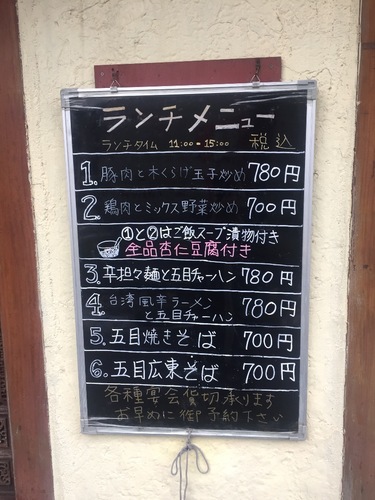 ランチメニュー
ランチタイム 11:00-15:00 税込
1. 豚肉と木くらげ玉子炒め 780円
2. 鶏肉とミックス野菜炒め 700円
①と②はご飯スープ漬物付き
全品杏仁豆腐付き
3. 辛担々麺と五目チャーハン 780円
4. 台湾風辛ラーメン
と五目チャーハン 780円
5. 五目焼きそば 700円
6. 五目広東そば 700円
各種宴会貸切承ります
お早めに御予約下さい